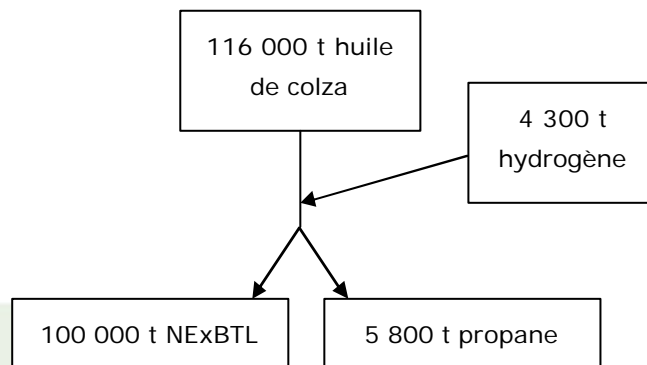 116 000 t huile
de colza
4 300 t
hydrogène
100 000 t NExBTL
5 800 t propane